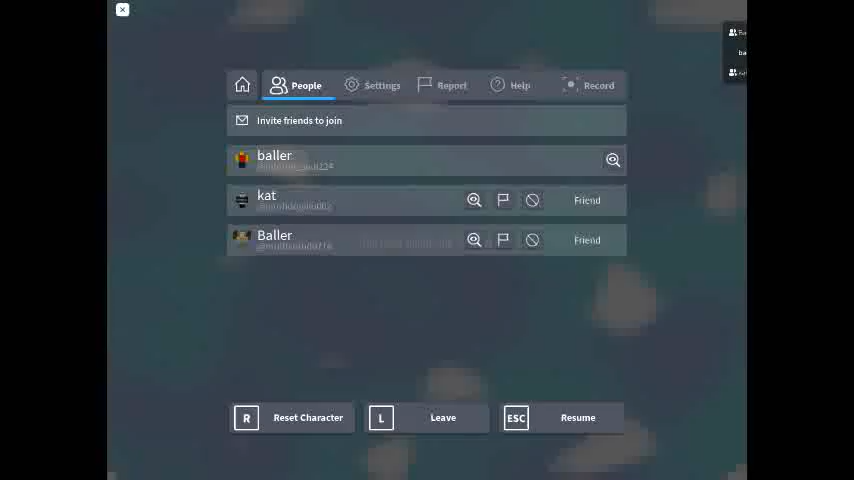 People
Settings
Report
Help
Record
Invite friends to join
baller
kat
Friend
Baller
Friend
R
Reset Character
L
Leave
ESC
Resume